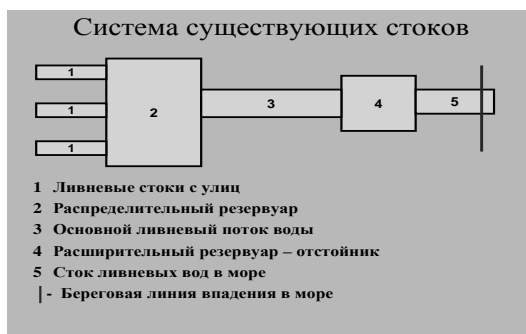 Система существующих стоков
1
1
1
2
3
4
5
1 Ливневые стоки с улиц
2 Распределительный резервуар
3 Основной ливневый поток воды
4 Расширительный резервуар – отстойник
5 Сток ливневых вод в море
|- Береговая линия впадения в море